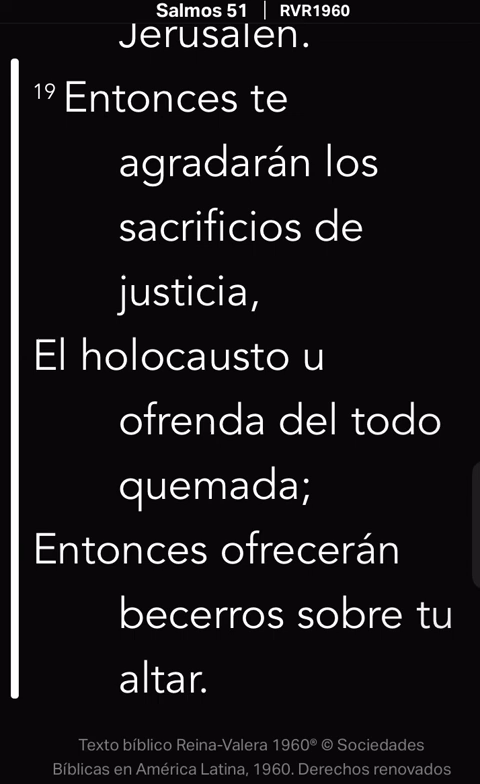 Salmos 51 | RVR1960
Jerusalén.
19 Entonces te
agradarán los
sacrificios de
justicia,
El holocausto u
ofrenda del todo
quemada;
Entonces ofrecerán
becerros sobre tu
altar.
Texto bíblico Reina-Valera 1960® © Sociedades
Bíblicas en América Latina, 1960. Derechos renovados